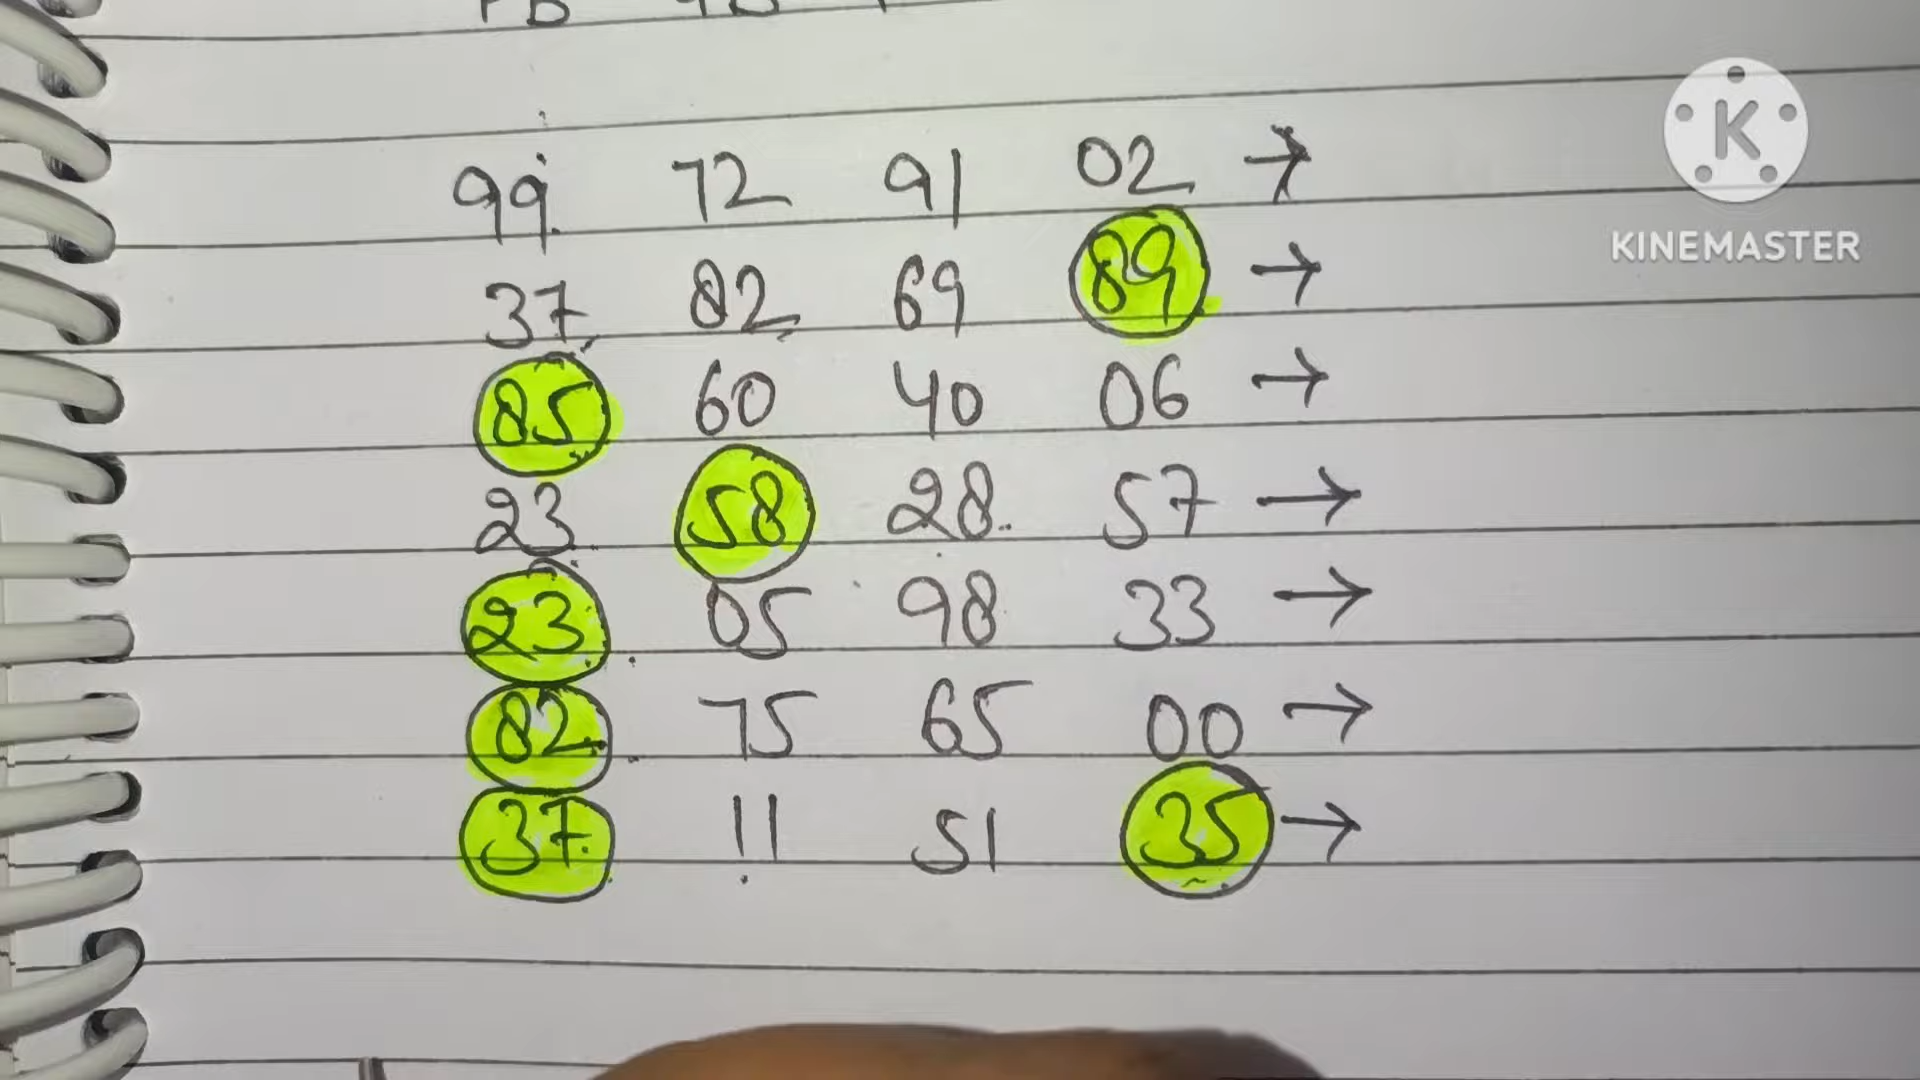 99 72 91 02 →
37 82 69 89 →
85 60 40 06 →
23 58 28 57 →
23 05 98 33 →
82 75 65 00 →
37 11 51 35 →
KINEMASTER